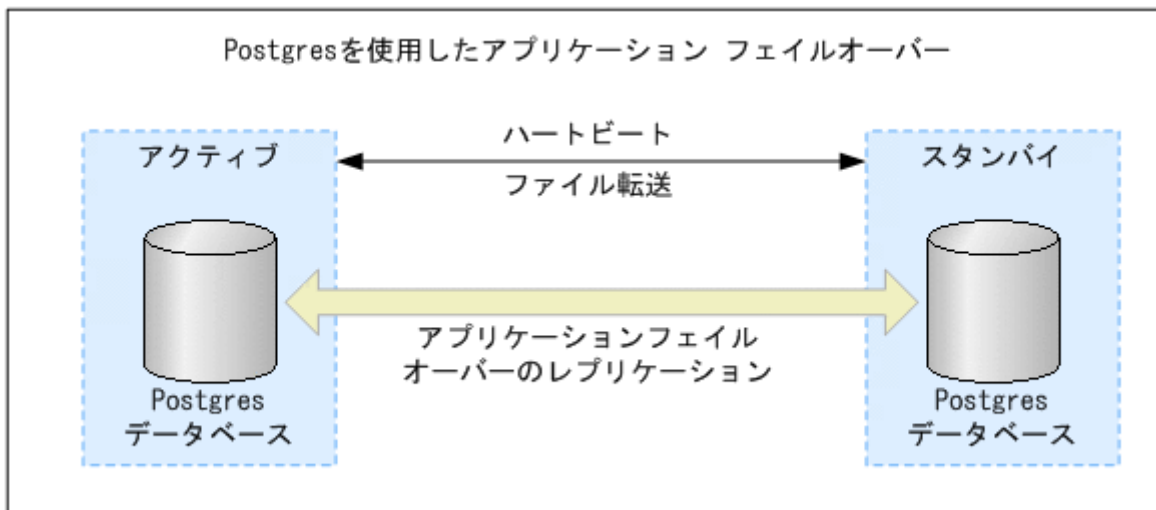 Postgresを使用したアプリケーション フェイルオーバー
ハートビート
アクティブ
スタンバイ
ファイル転送
アプリケーションフェイル
オーバーのレプリケーション
Postgres
データベース
Postgres
データベース